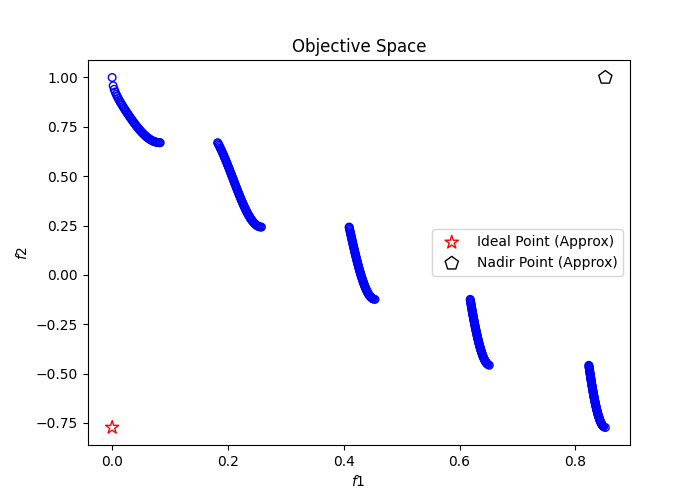 Objective Space
f2
1.00
0.75
0.50
0.25
0.00
−0.25
−0.50
−0.75
Ideal Point (Approx)
Nadir Point (Approx)
0.0 0.2 0.4 0.6 0.8
f1